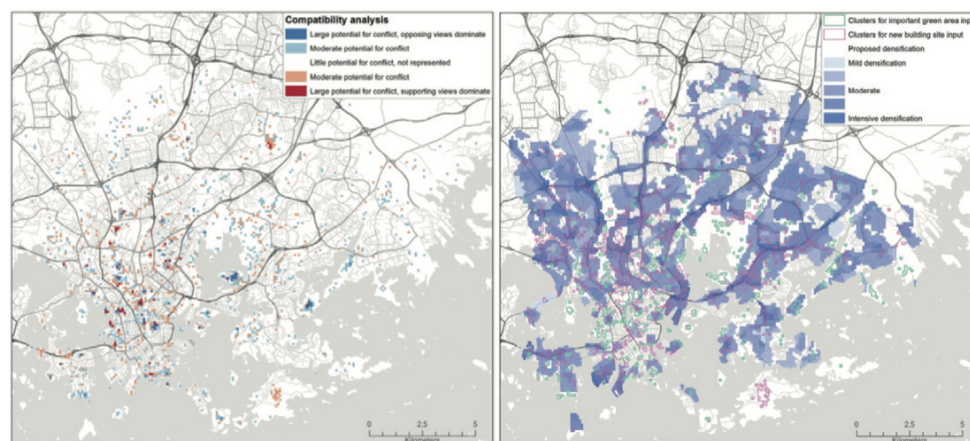 Compatibility analysis
Large potential for conflict, opposing views dominate
Moderate potential for conflict
Little potential for conflict, not represented
Moderate potential for conflict
Large potential for conflict, supporting views dominate
0 2,5 5
Kilometers
Clusters for important green area inp
Clusters for new building site input
Proposed densification
Mild densification
Moderate
Intensive densification
0 2,5 5
Kilometers